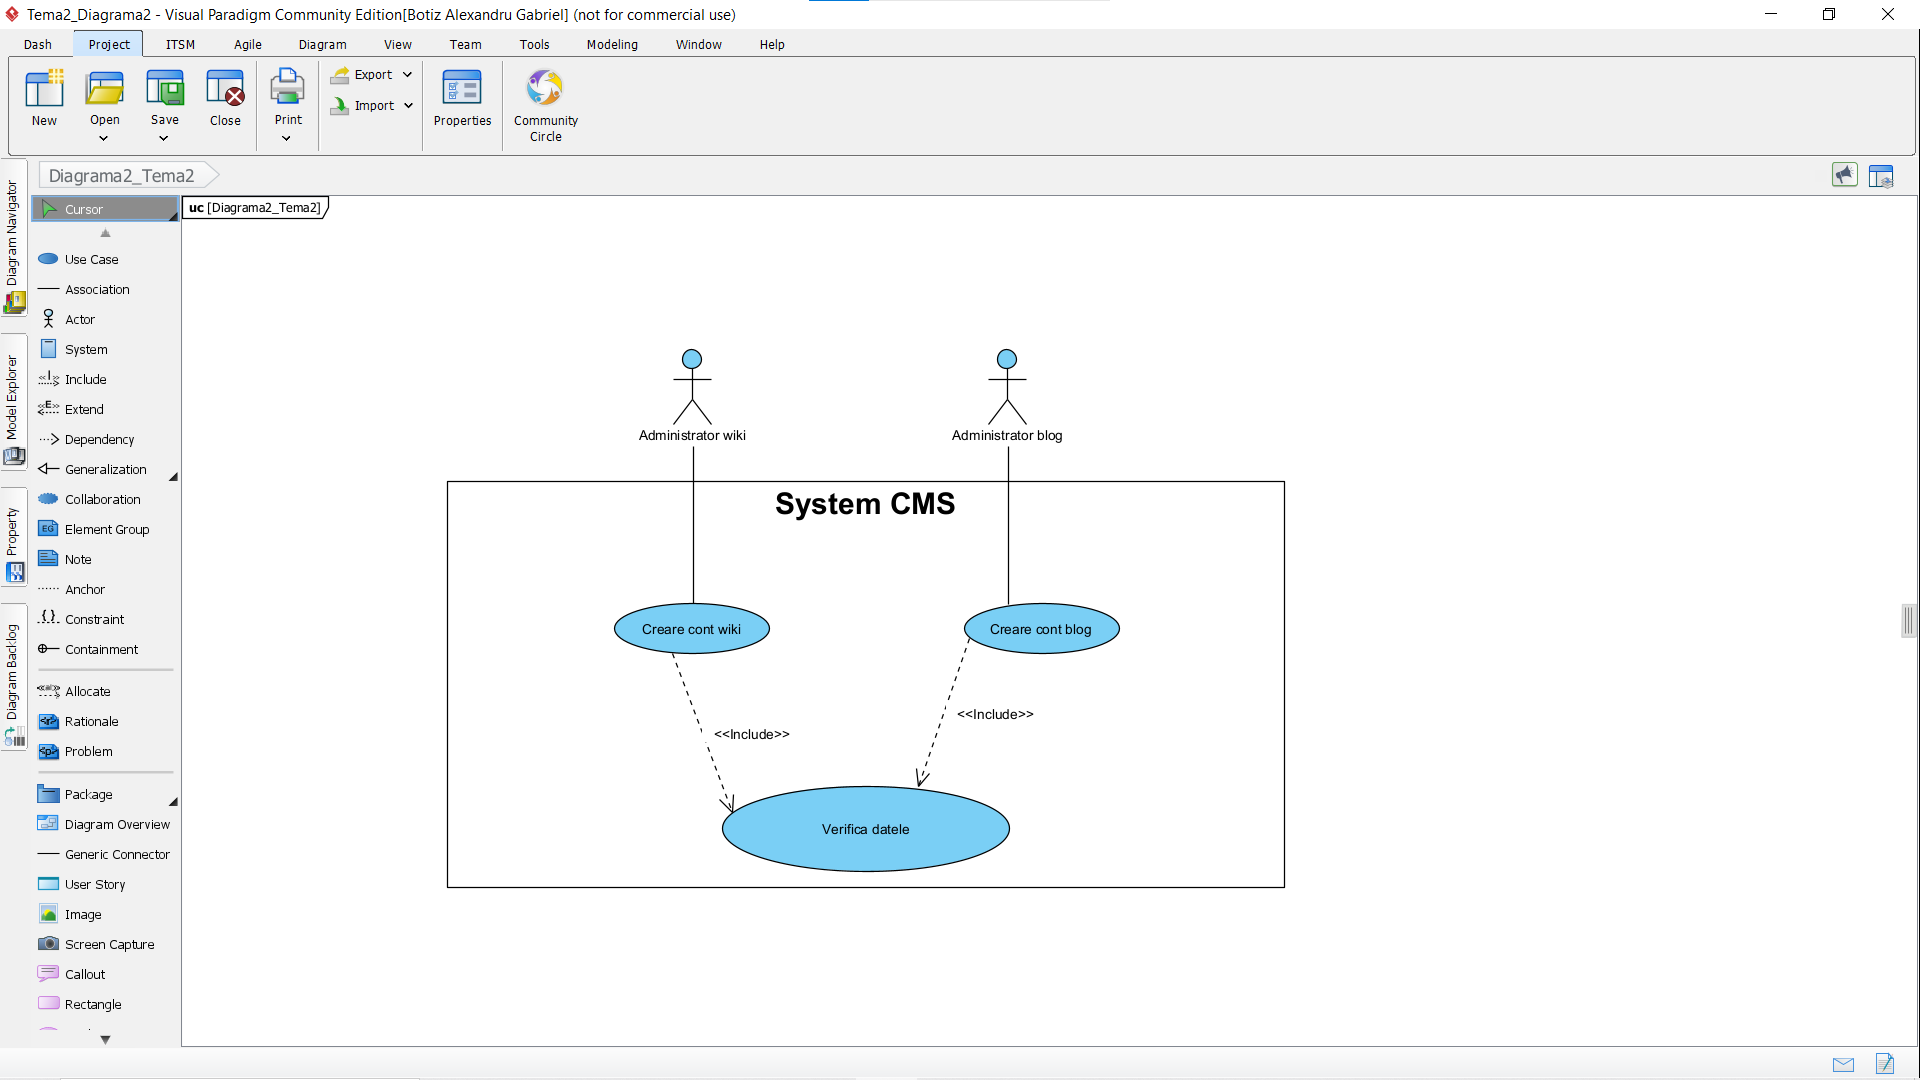 Tema2_Diagrama2 - Visual Paradigm Community Edition[Botiz Alexandru Gabriel] (not for commercial use)
Dash Project ITSM Agile Diagram View Team Tools Modeling Window Help
New Open Save Close Print Export Import Properties Community Circle
Diagrama2_Tema2
Diagram Navigator
Model Explorer
Property
Diagram Backlog
Cursor
Use Case
Association
Actor
System
Include
Extend
Dependency
Generalization
Collaboration
Element Group
Note
Anchor
Constraint
Containment
Allocate
Rationale
Problem
Package
Diagram Overview
Generic Connector
User Story
Image
Screen Capture
Callout
Rectangle
uc [Diagrama2_Tema2]
Administrator wiki
Administrator blog
System CMS
Creare cont wiki
Creare cont blog
<<Include>>
<<Include>>
Verifica datele